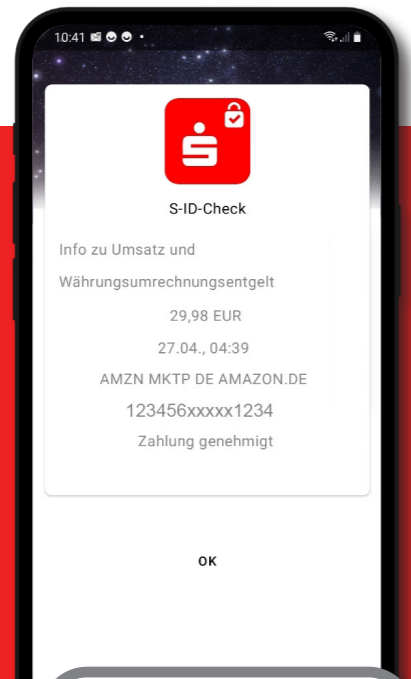 10:41
S-ID-Check
Info zu Umsatz und
Währungsumrechnungsentgelt
29,98 EUR
27.04., 04:39
AMZN MKTP DE AMAZON.DE
123456xxxxx1234
Zahlung genehmigt
OK